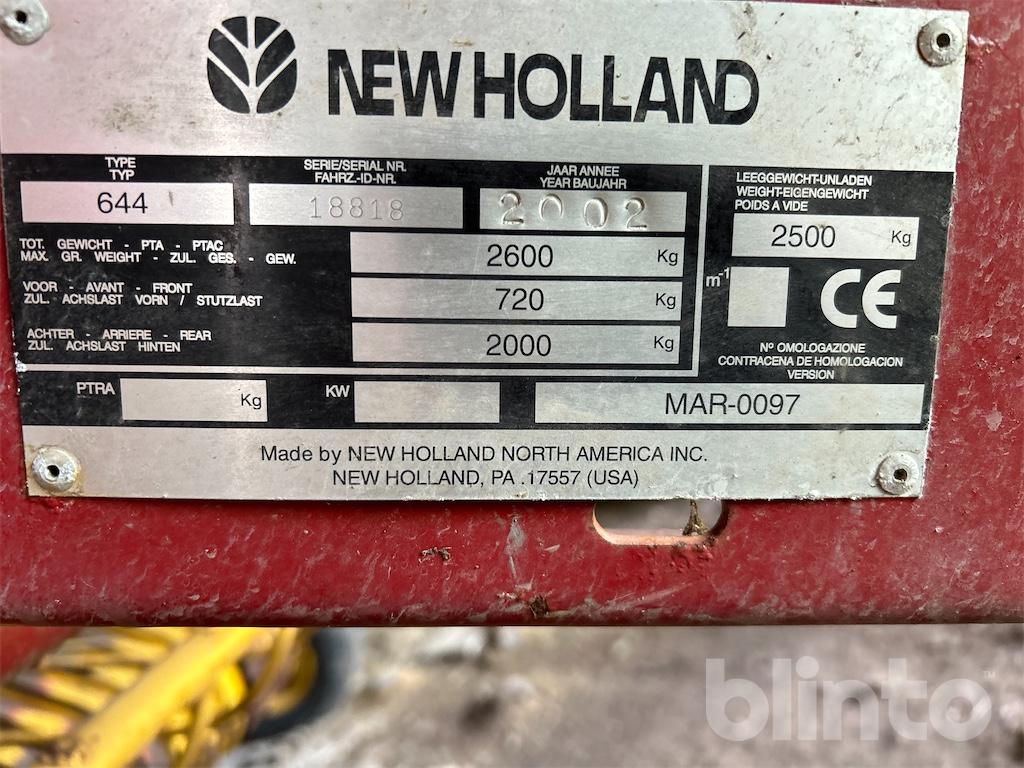 NEW HOLLAND
TYPE
TYP
644
SERIE/SERIAL NR.
FAHRZ.-ID-NR.
18818
JAAR ANNEE
YEAR BAUJAHR
2002
LEEGGEWICHT-UNLADEN
WEIGHT-EIGENGEWICHT
POIDS A VIDE
2500 Kg
TOT. GEWICHT - PTA - PTAC
MAX. GR. WEIGHT - ZUL. GES. - GEW.
2600 Kg
VOOR - AVANT - FRONT
ZUL. ACHSLAST VORN / STUTZLAST
720 Kg
ACHTER - ARRIERE - REAR
ZUL. ACHSLAST HINTEN
2000 Kg
m-1
CE
Nº OMOLOGAZIONE
CONTRACENA DE HOMOLOGACION
VERSION
PTRA Kg
KW
MAR-0097
Made by NEW HOLLAND NORTH AMERICA INC.
NEW HOLLAND, PA .17557 (USA)
blinto™